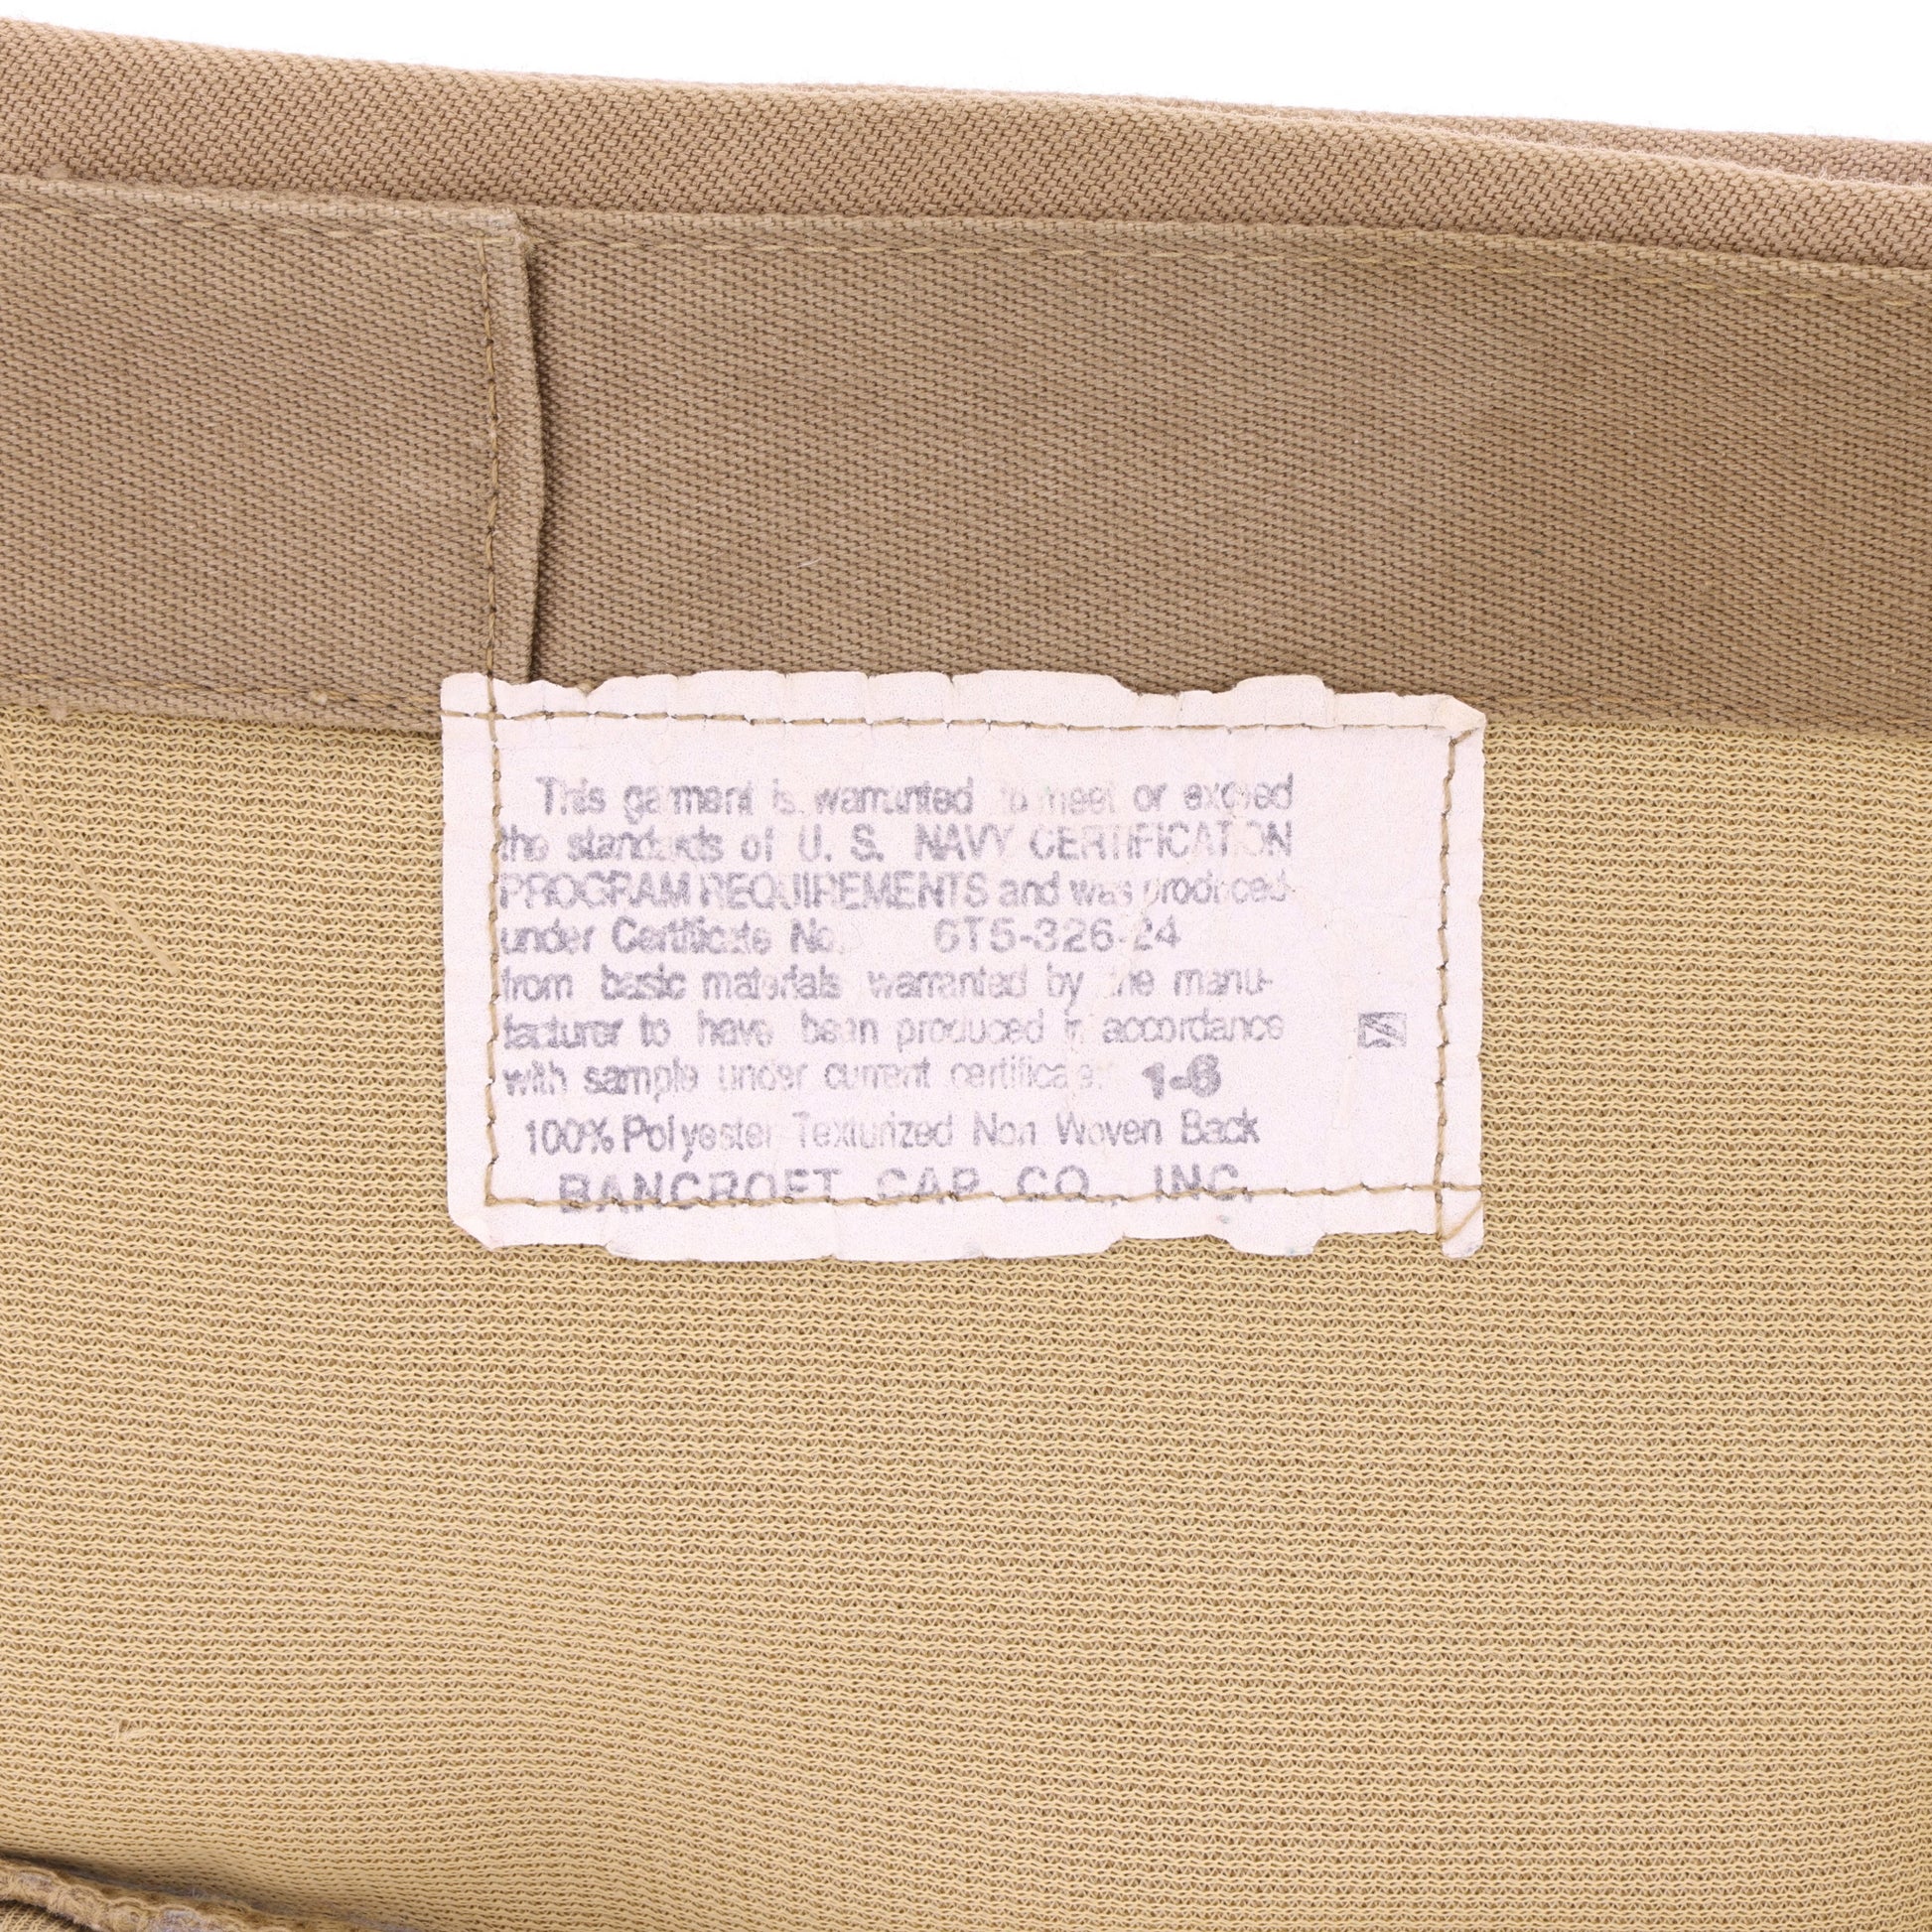 This garment is warranted to meet or exceed
the standards of U. S. NAVY CERTIFICATION
PROGRAM REQUIREMENTS and was produced
under Certificate No. 6T5-326-24
from basic materials warranted by the manu-
facturer to have been produced in accordance
with sample under current certificate: 1-6
100% Polyester Texturized Non Woven Back
BANCROFT CAP CO., INC.